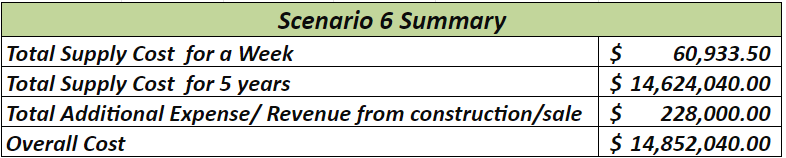 Scenario 6 Summary
Total Supply Cost for a Week $ 60,933.50
Total Supply Cost for 5 years $ 14,624,040.00
Total Additional Expense/ Revenue from construction/sale $ 228,000.00
Overall Cost $ 14,852,040.00